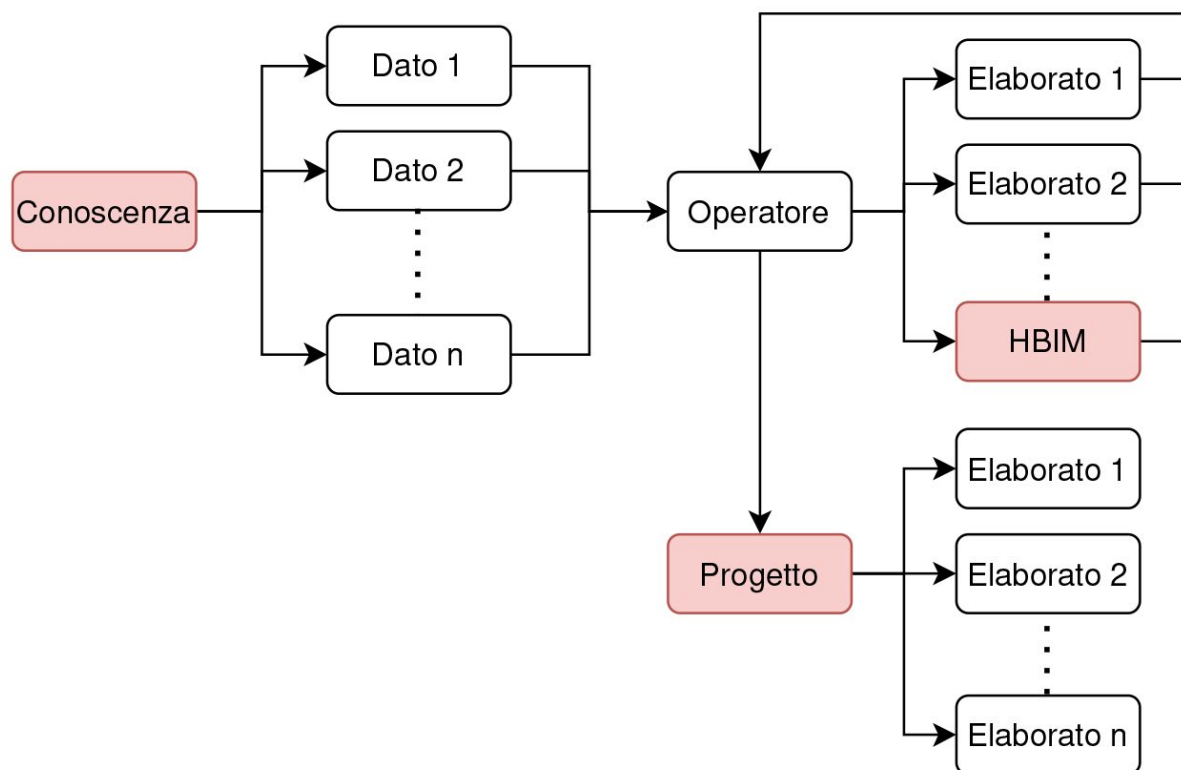 Conoscenza
Dato 1
Dato 2
Dato n
Operatore
Elaborato 1
Elaborato 2
HBIM
Progetto
Elaborato 1
Elaborato 2
Elaborato n